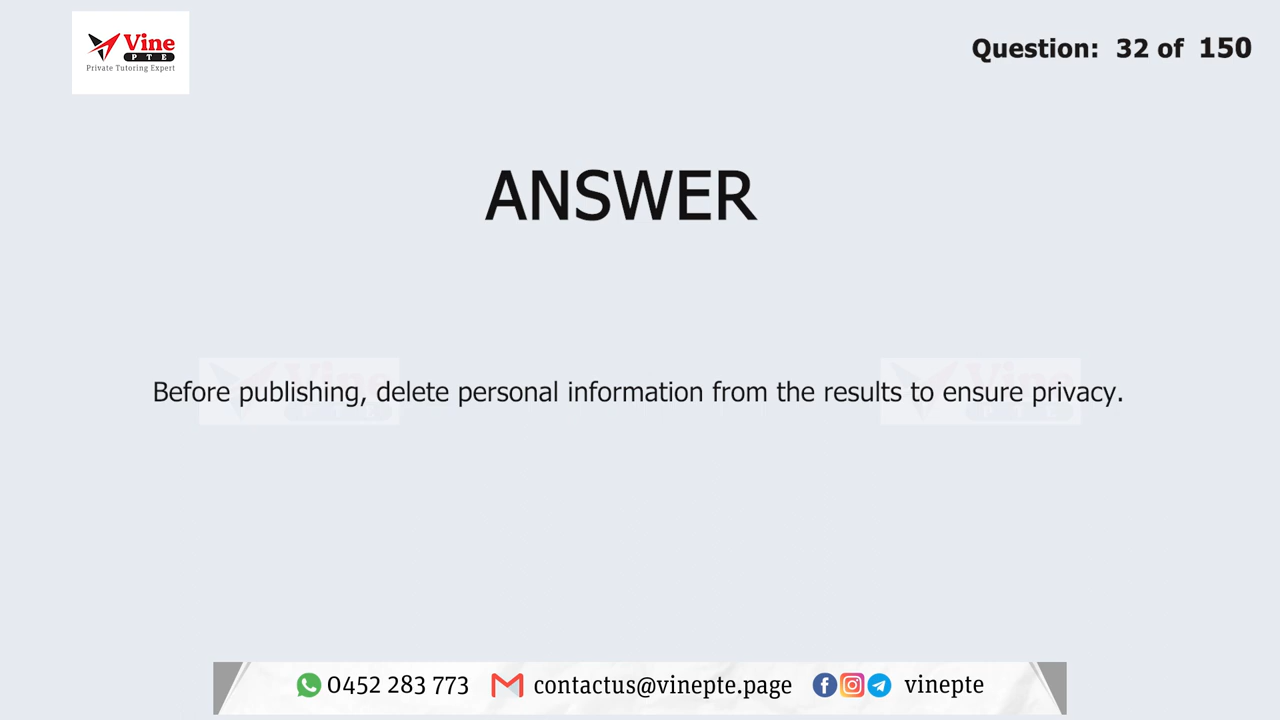 Vine
PTE
Private Tutoring Expert
Question: 32 of 150
ANSWER
Before publishing, delete personal information from the results to ensure privacy.
0452 283 773 contactus@vinepte.page vinepte